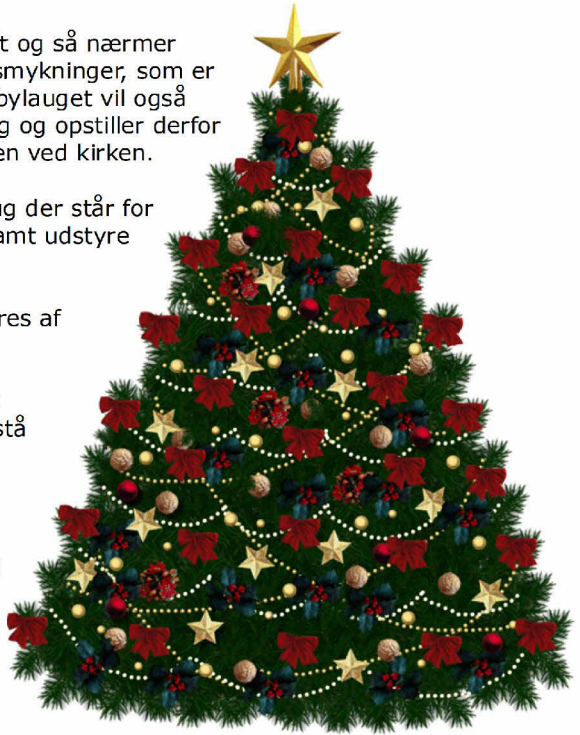 t og så nærmer
smykninger, som er
bylauget vil også
g og opstiller derfor
en ved kirken.
ug der står for
amt udstyre
res af
stå